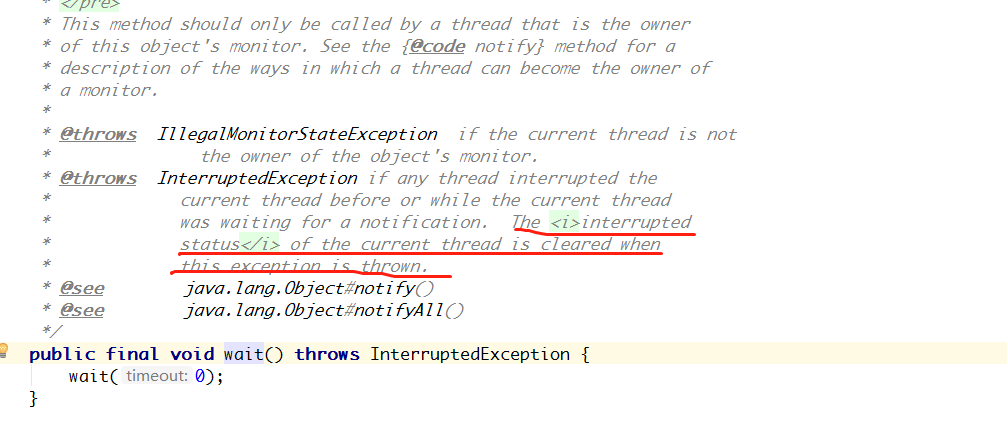 * </pre>
* This method should only be called by a thread that is the owner
* of this object's monitor. See the {@code notify} method for a
* description of the ways in which a thread can become the owner of
* a monitor.
*
* @throws IllegalMonitorStateException if the current thread is not
* the owner of the object's monitor.
* @throws InterruptedException if any thread interrupted the
* current thread before or while the current thread
* was waiting for a notification. The <i>interrupted
* status</i> of the current thread is cleared when
* this exception is thrown.
* @see java.lang.Object#notify()
* @see java.lang.Object#notifyAll()
*/
public final void wait() throws InterruptedException {
wait( timeout: 0);
}